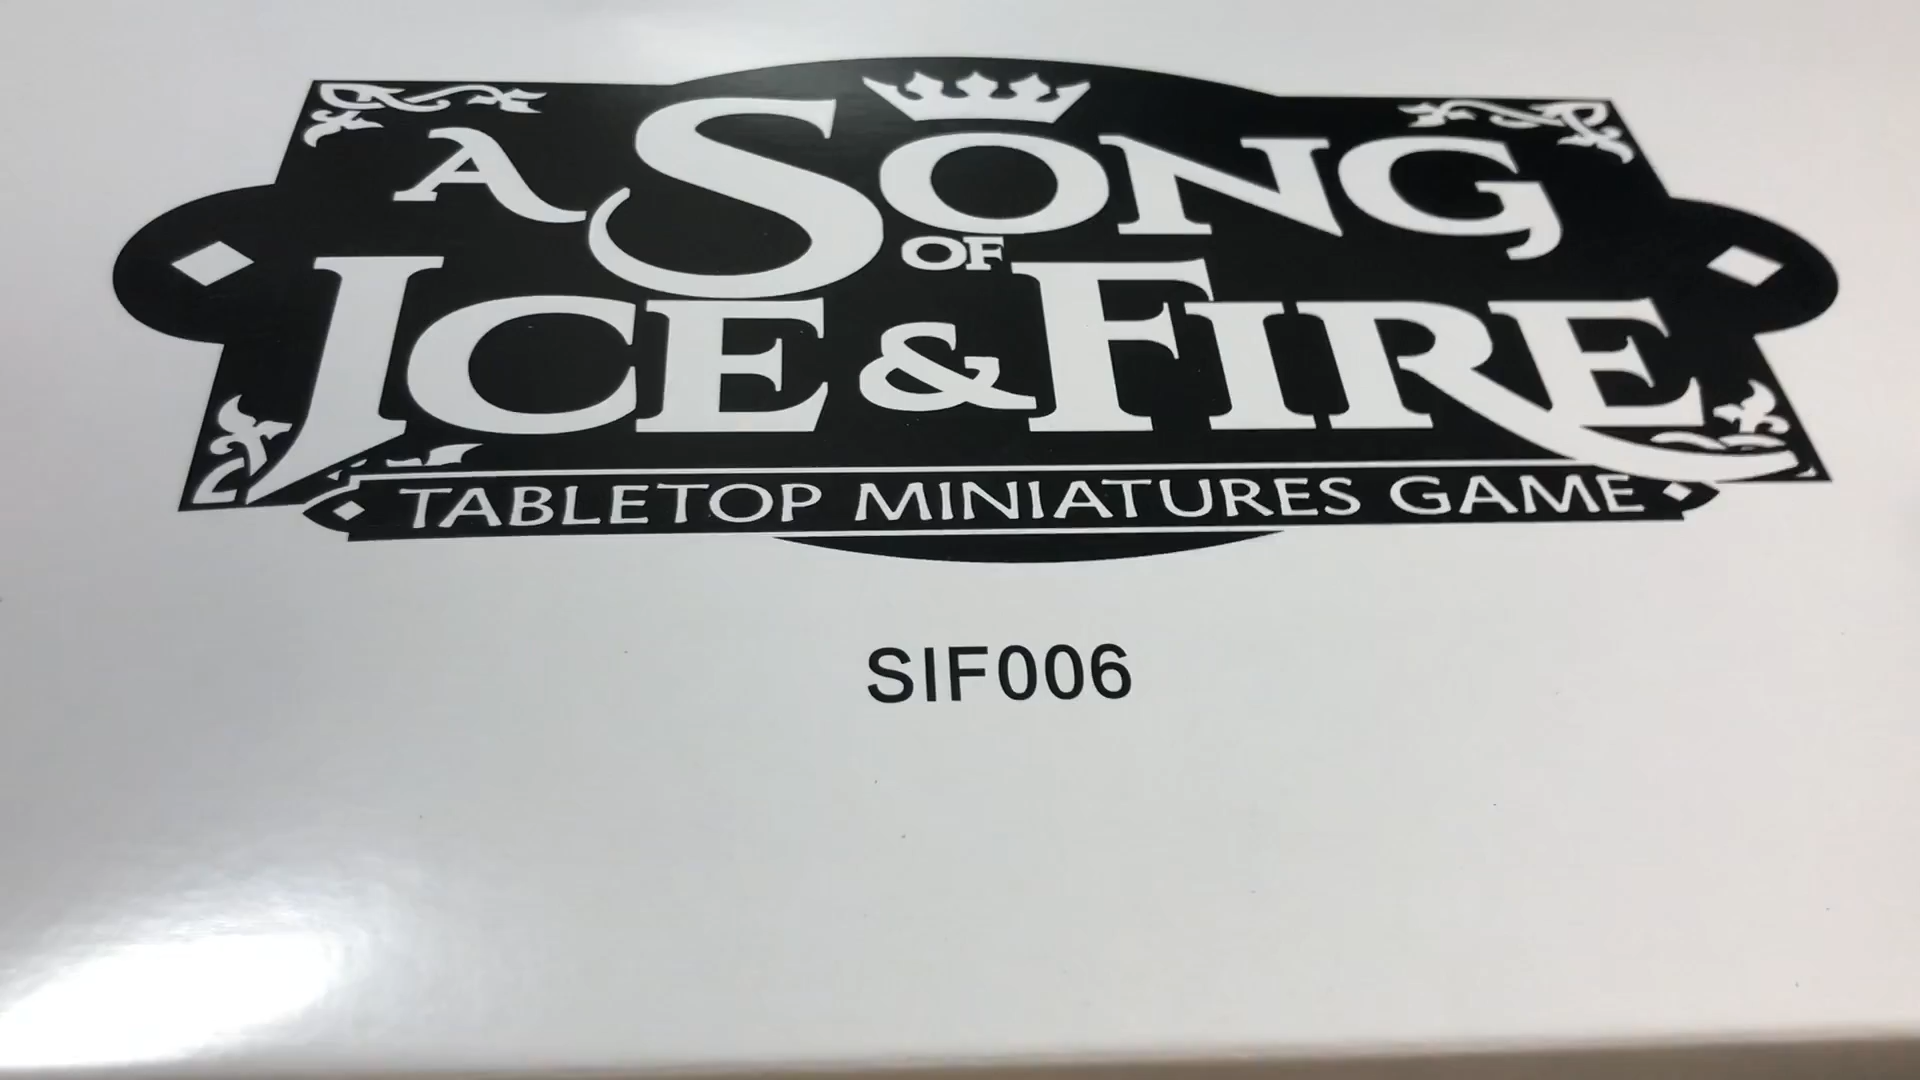 A SONG
OF
ICE & FIRE
TABLETOP MINIATURES GAME
SIF006